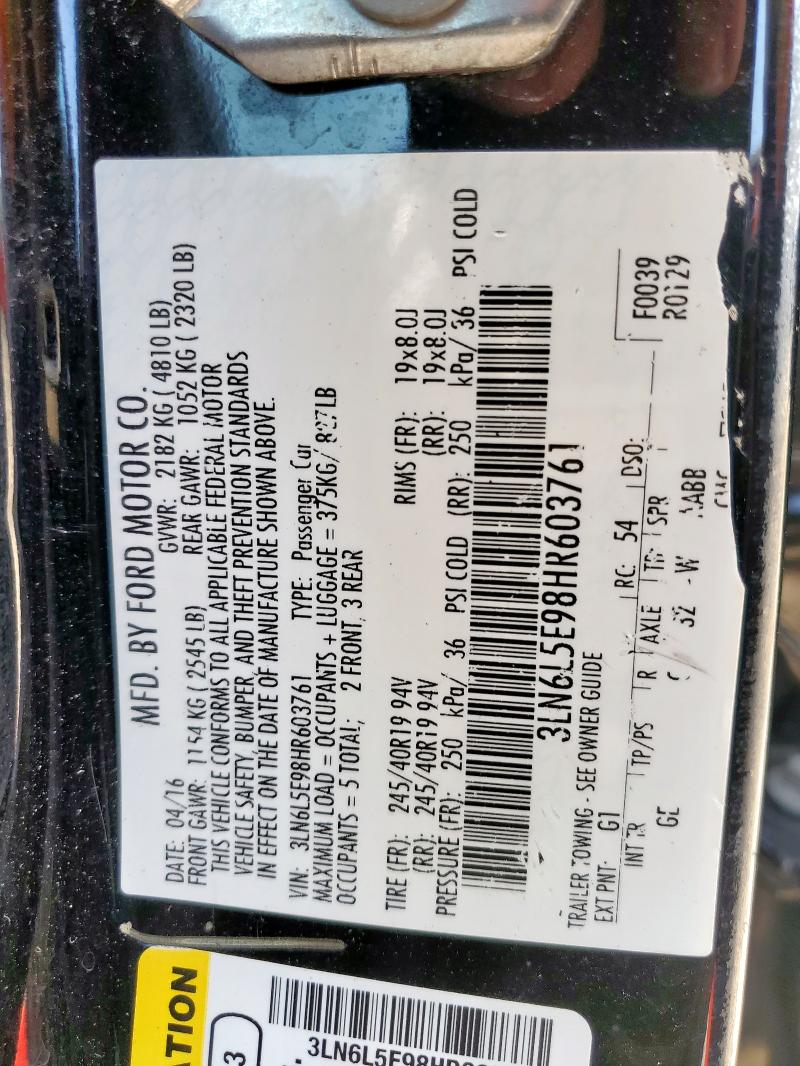 MFD. BY FORD MOTOR CO.
DATE: 04/16 GVWR: 2182 KG ( 4810 LB)
FRONT GAWR: 1154 KG ( 2545 LB) REAR GAWR: 1052 KG ( 2320 LB)
THIS VEHICLE CONFORMS TO ALL APPLICABLE FEDERAL MOTOR
VEHICLE SAFETY, BUMPER, AND THEFT PREVENTION STANDARDS
IN EFFECT ON THE DATE OF MANUFACTURE SHOWN ABOVE.
VIN: 3LN6L5E98HR603761 TYPE: Passenger Car
MAXIMUM LOAD = OCCUPANTS + LUGGAGE = 375KG/ 827LB
OCCUPANTS = 5 TOTAL; 2 FRONT, 3 REAR
TIRE (FR): 245/40R19 94V RIMS (FR): 19x8.0J
(RR): 245/40R19 94V (RR): 19x8.0J
PRESSURE (FR): 250 kPa/ 36 PSI COLD (RR): 250 kPa/ 36 PSI COLD
3LN6L5E98HR603761
TRAILER TOWING - SEE OWNER GUIDE
EXT PNT: G1 RC: 54 DSO: F0039
INT TR TP/PS R AXLE TR SPR R0129
32
ATION
3